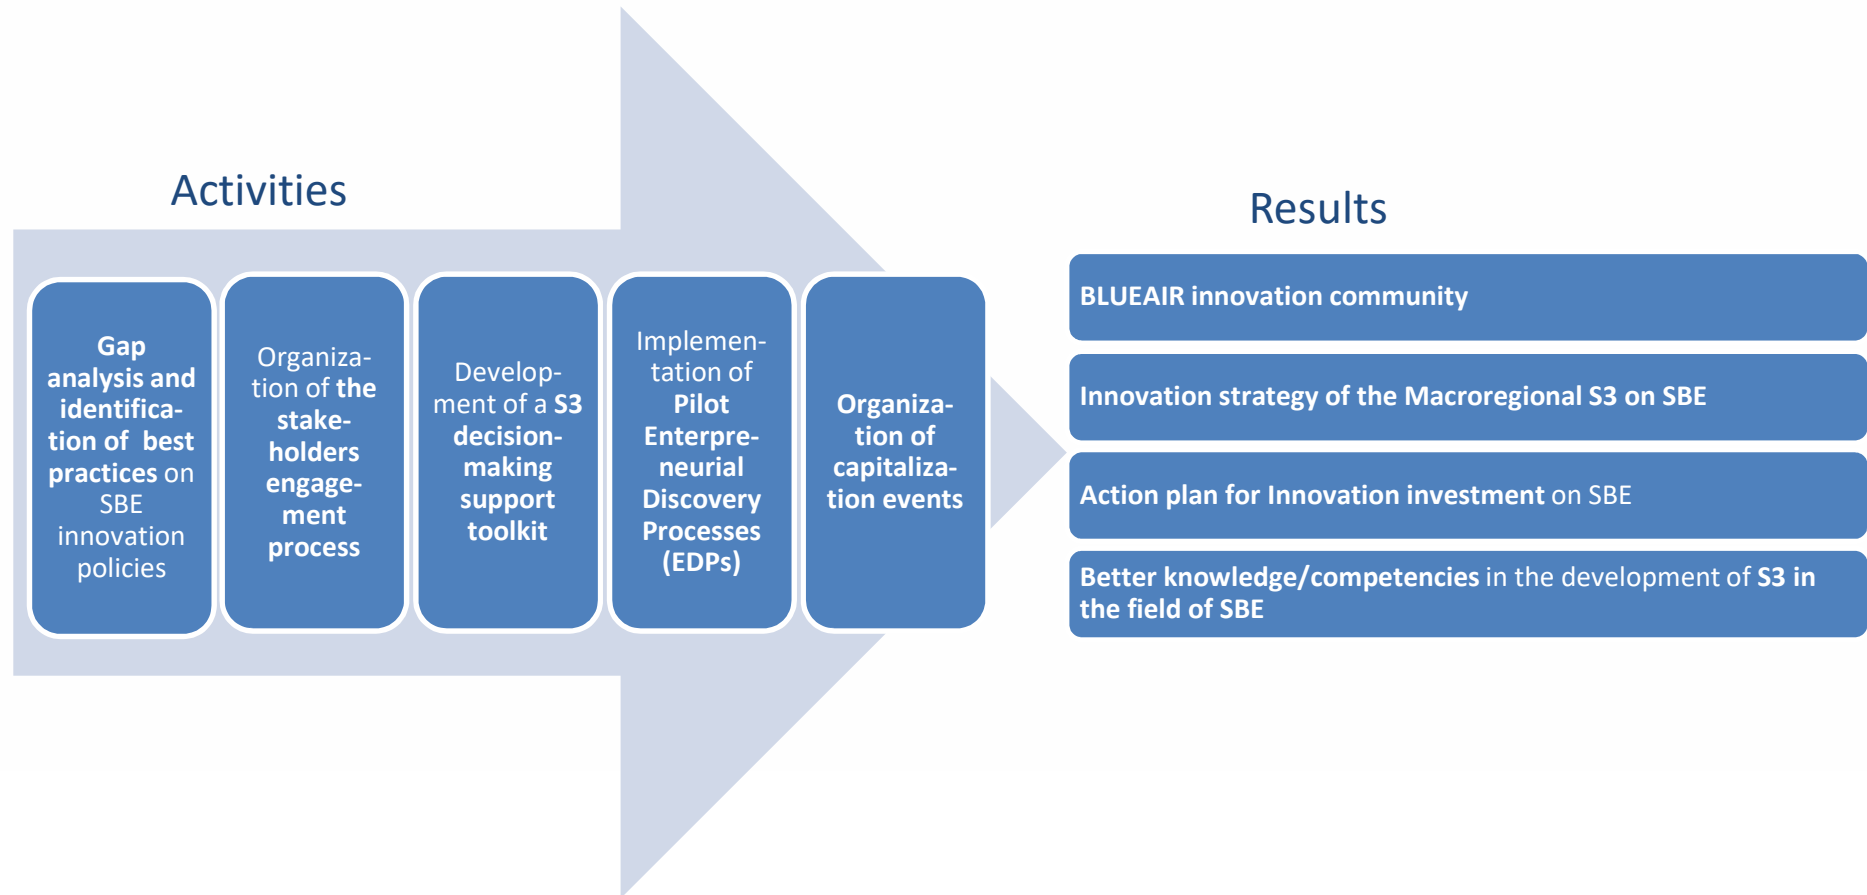 Activities
Gap
analysis and
identifica-
tion of  best
practices on
SBE
innovation
policies
Organiza-
tion of the
stake-
holders
engage-
ment
process
Develop-
ment of a S3
decision-
making
support
toolkit
Implemen-
tation of
Pilot
Enterpre-
neurial
Discovery
Processes
(EDPs)
Organiza-
tion of
capitaliza-
tion events
Results
BLUEAIR innovation community
Innovation strategy of the Macroregional S3 on SBE
Action plan for Innovation investment on SBE
Better knowledge/competencies in the development of S3 in
the field of SBE